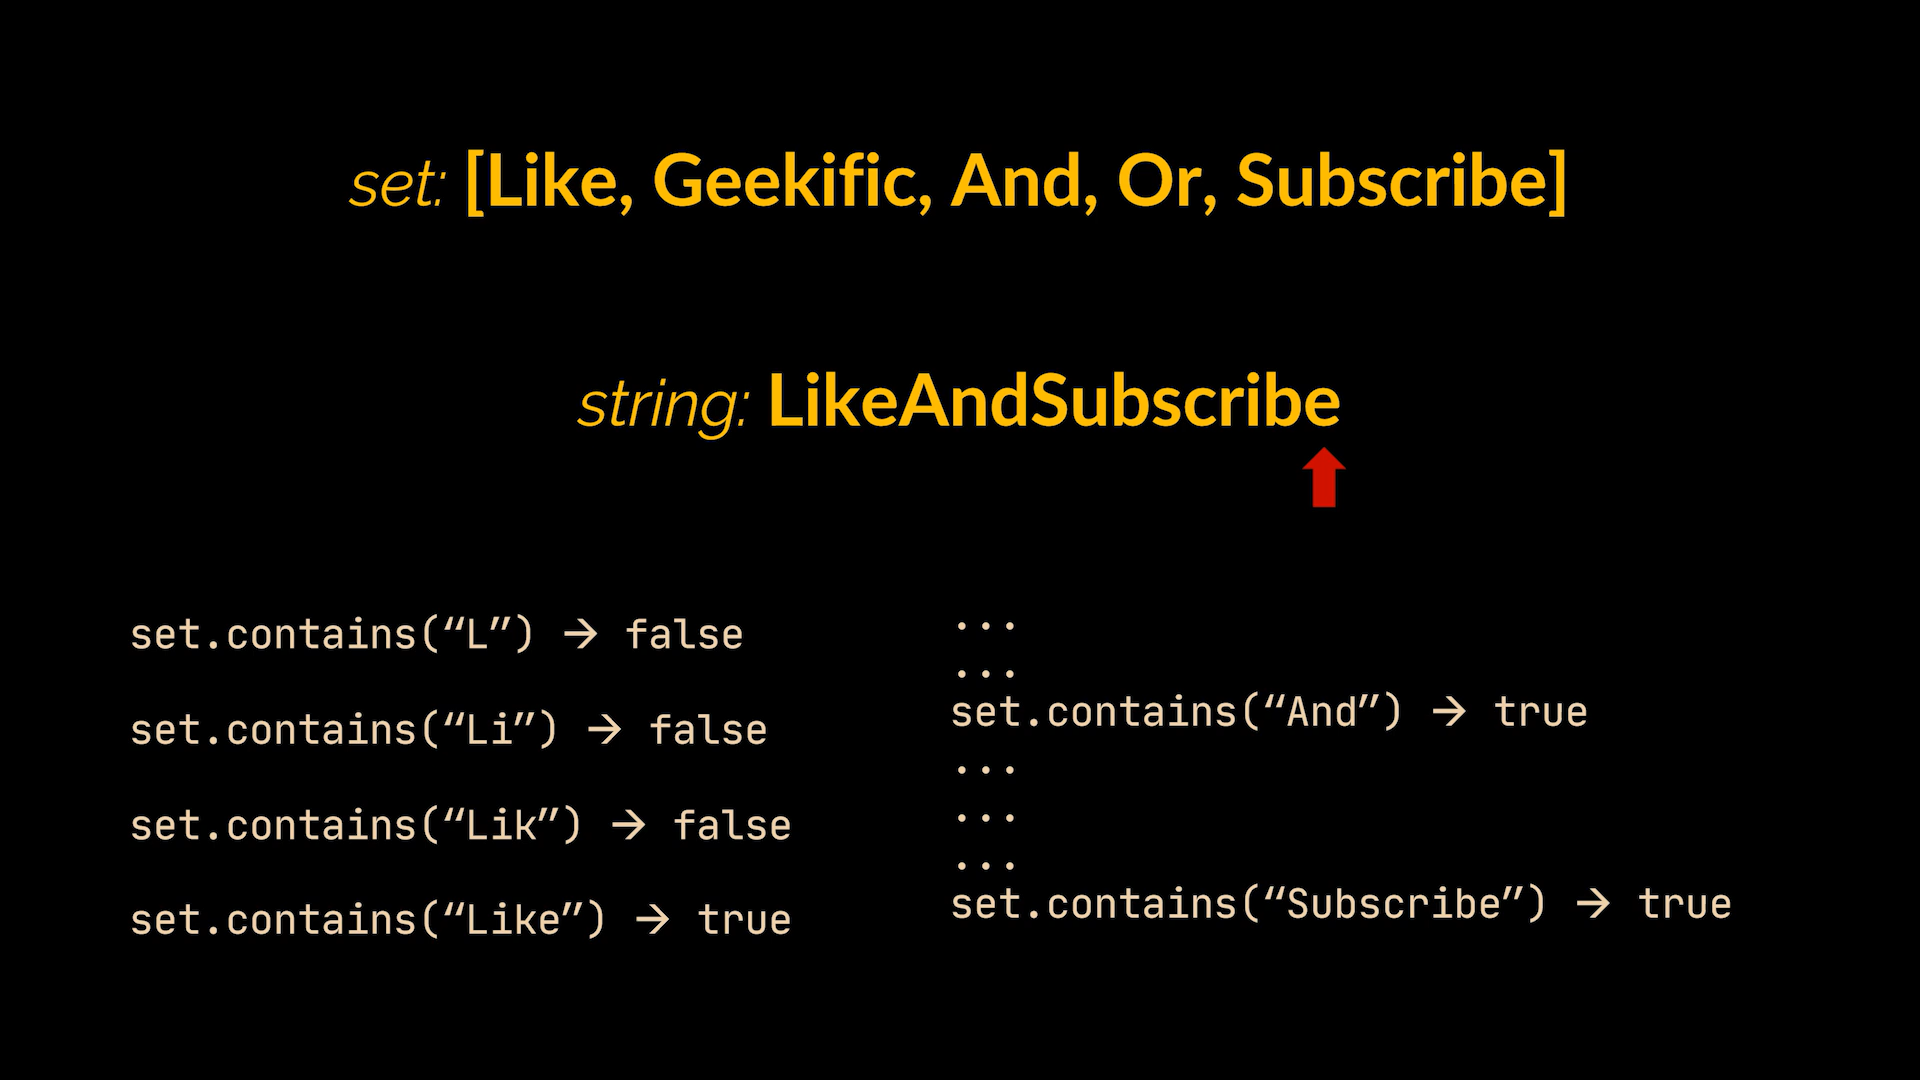 set: [Like, Geekific, And, Or, Subscribe]
string: LikeAndSubscribe
set.contains(“L”) → false
set.contains(“Li”) → false
set.contains(“Lik”) → false
set.contains(“Like”) → true
...
...
set.contains(“And”) → true
...
...
...
set.contains(“Subscribe”) → true